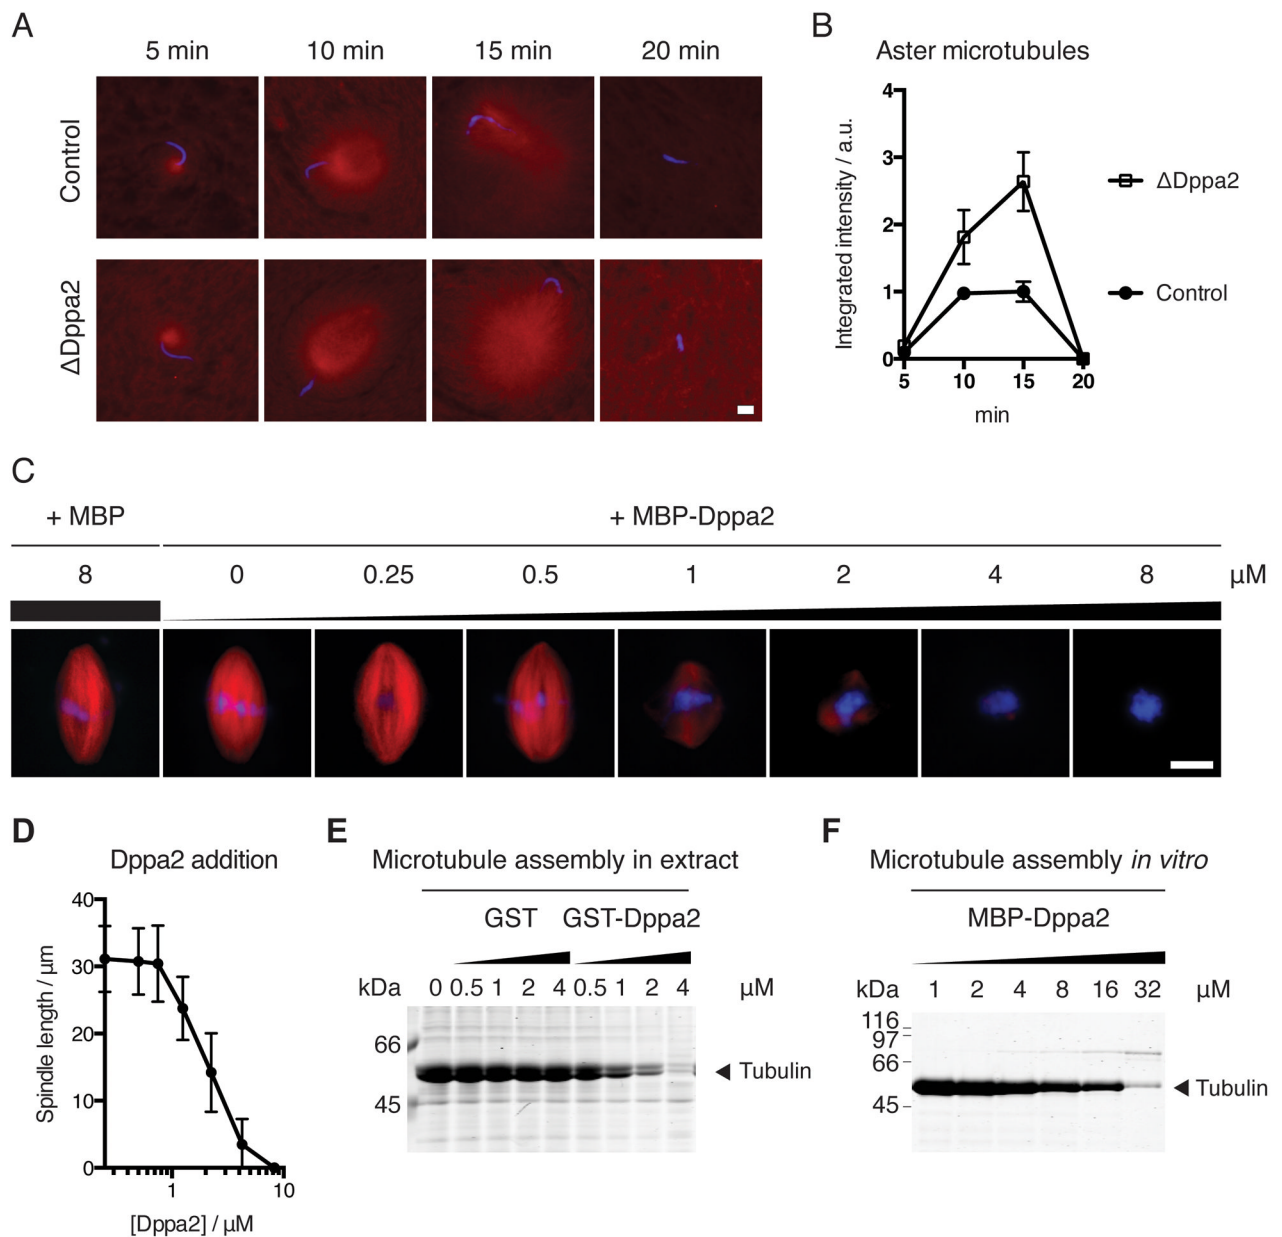 A
5 min 10 min 15 min 20 min
Control
ΔDppa2
B
Aster microtubules
Integrated intensity / a.u.
4
3
2
1
0
5 10 15 20
min
ΔDppa2
Control
C
+ MBP + MBP-Dppa2
8 0 0.25 0.5 1 2 4 8 μM
D
Dppa2 addition
Spindle length / μm
40
30
20
10
0
1 10
[Dppa2] / μM
E
Microtubule assembly in extract
GST GST-Dppa2
kDa 0 0.5 1 2 4 0.5 1 2 4 μM
66
45
Tubulin
F
Microtubule assembly in vitro
MBP-Dppa2
kDa 1 2 4 8 16 32 μM
116
97
66
45
Tubulin